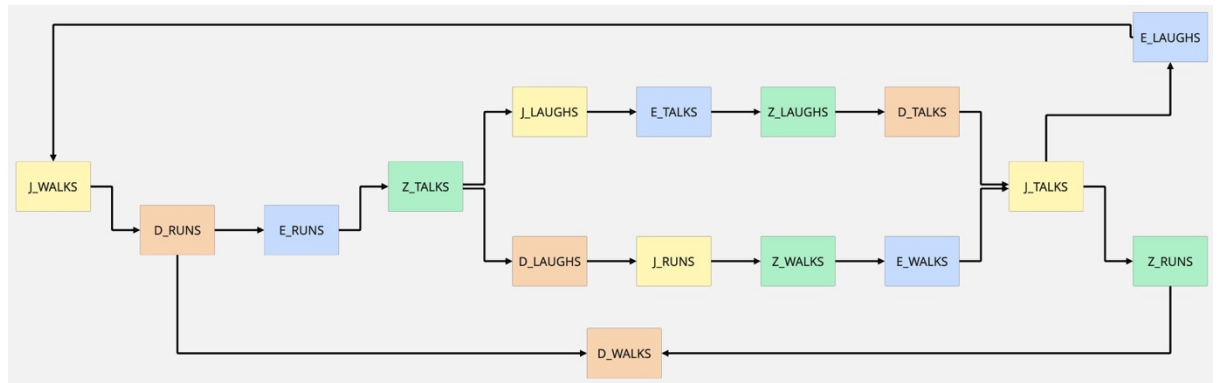 E_LAUGHS
J_LAUGHS
E_TALKS
Z_LAUGHS
D_TALKS
J_WALKS
Z_TALKS
J_TALKS
D_RUNS
E_RUNS
D_LAUGHS
J_RUNS
Z_WALKS
E_WALKS
Z_RUNS
D_WALKS